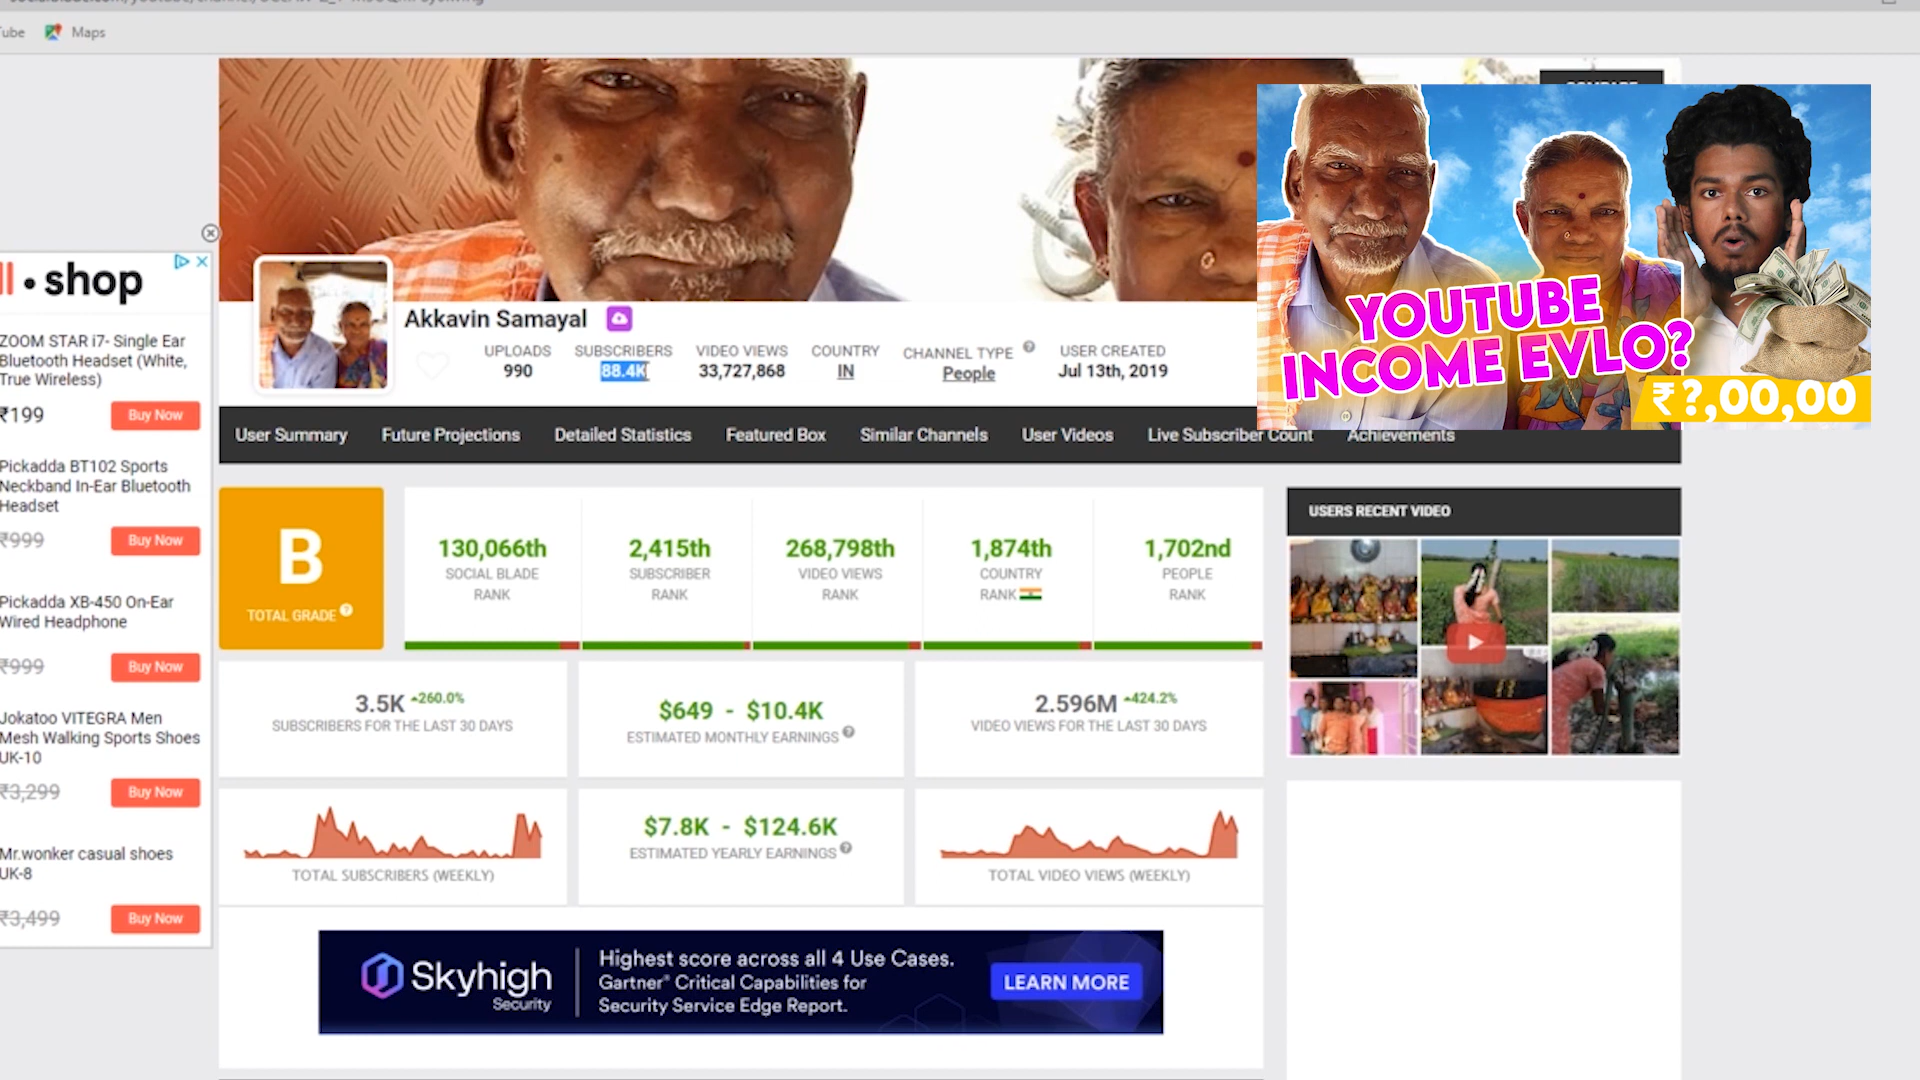 Maps
COMPARE
YOUTUBE
INCOME EVLO?
₹?,00,00
shop
ZOOM STAR i7- Single Ear
Bluetooth Headset (White,
True Wireless)
₹199
Buy Now
Pickadda BT102 Sports
Neckband In-Ear Bluetooth
Headset
₹999
Buy Now
Pickadda XB-450 On-Ear
Wired Headphone
₹999
Buy Now
Jokatoo VITEGRA Men
Mesh Walking Sports Shoes
UK-10
₹3,299
Buy Now
Mr.wonker casual shoes
UK-8
₹3,499
Buy Now
Akkavin Samayal
UPLOADS
990
SUBSCRIBERS
88.4K
VIDEO VIEWS
33,727,868
COUNTRY
IN
CHANNEL TYPE
People
USER CREATED
Jul 13th, 2019
User Summary Future Projections Detailed Statistics Featured Box Similar Channels User Videos Live Subscriber Count Achievements
B
TOTAL GRADE
130,066th
SOCIAL BLADE
RANK
2,415th
SUBSCRIBER
RANK
268,798th
VIDEO VIEWS
RANK
1,874th
COUNTRY
RANK
1,702nd
PEOPLE
RANK
USERS RECENT VIDEO
3.5K 260.0%
SUBSCRIBERS FOR THE LAST 30 DAYS
$649 - $10.4K
ESTIMATED MONTHLY EARNINGS
2.596M 424.2%
VIDEO VIEWS FOR THE LAST 30 DAYS
TOTAL SUBSCRIBERS (WEEKLY)
$7.8K - $124.6K
ESTIMATED YEARLY EARNINGS
TOTAL VIDEO VIEWS (WEEKLY)
Skyhigh
Security
Highest score across all 4 Use Cases.
Gartner® Critical Capabilities for
Security Service Edge Report.
LEARN MORE